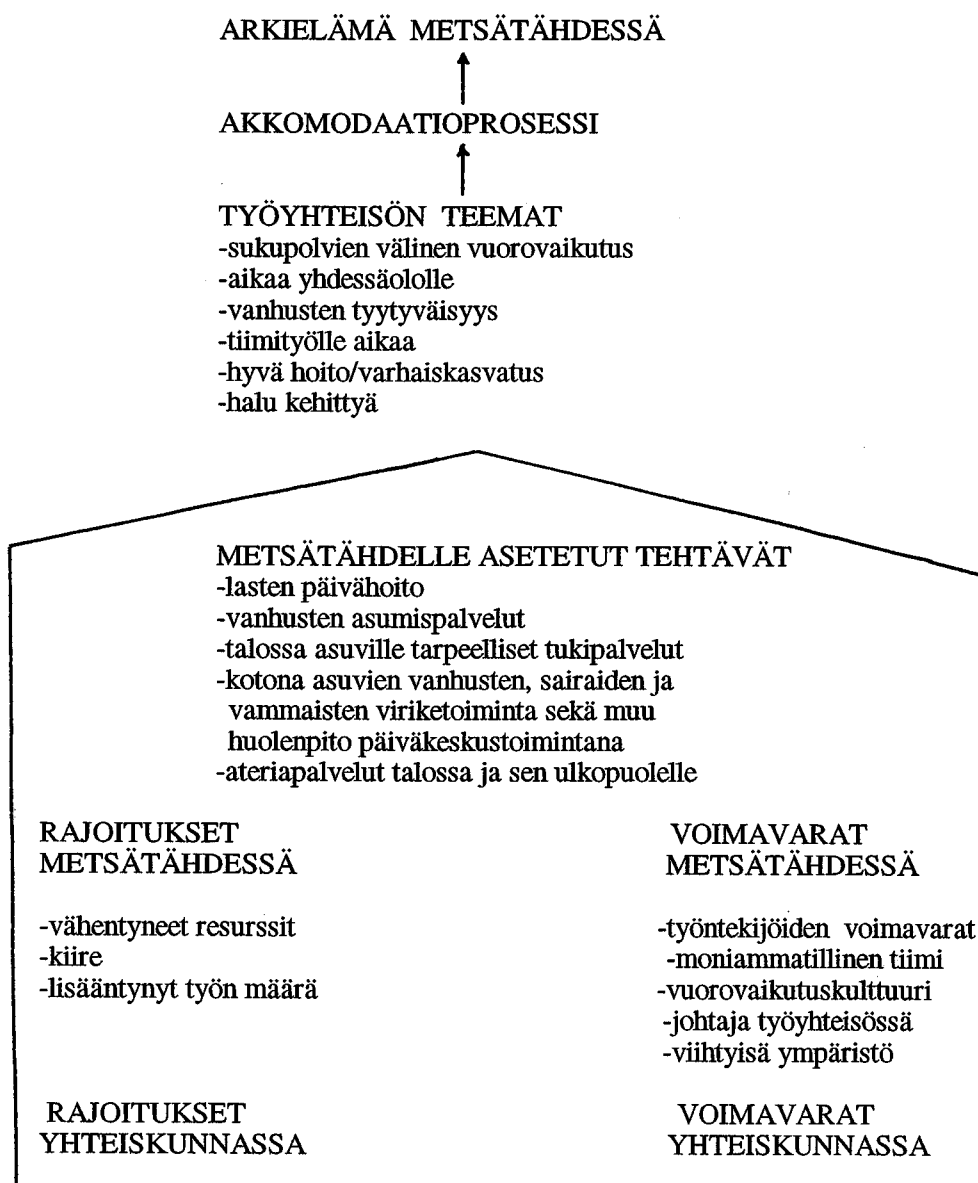 ARKIELÄMÄ METSÄTÄHDESSÄ
AKKOMODAATIOPROSESSI
TYÖYHTEISÖN TEEMAT
-sukupolvien välinen vuorovaikutus
-aikaa yhdessäololle
-vanhusten tyytyväisyys
-tiimityölle aikaa
-hyvä hoito/varhaiskasvatus
-halu kehittyä
METSÄTÄHDELLE ASETETUT TEHTÄVÄT
-lasten päivähoito
-vanhusten asumispalvelut
-talossa asuville tarpeelliset tukipalvelut
-kotona asuvien vanhusten, sairaiden ja
vammaisten viriketoiminta sekä muu
huolenpito päiväkeskustoimintana
-ateriapalvelut talossa ja sen ulkopuolelle
RAJOITUKSET
METSÄTÄHDESSÄ
-vähentyneet resurssit
-kiire
-lisääntynyt työn määrä
VOIMAVARAT
METSÄTÄHDESSÄ
-työntekijöiden voimavarat
-moniammatillinen tiimi
-vuorovaikutuskulttuuri
-johtaja työyhteisössä
-viihtyisä ympäristö
RAJOITUKSET
YHTEISKUNNASSA
VOIMAVARAT
YHTEISKUNNASSA